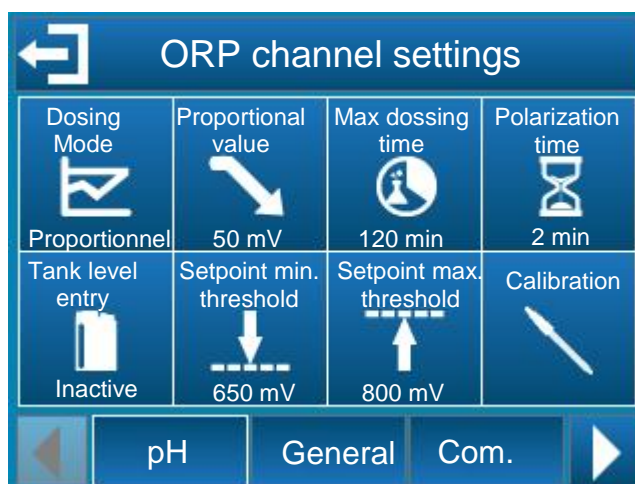 ORP channel settings
Dosing
Mode
Proportionnel
Proportional
value
50 mV
Max dossing
time
120 min
Polarization
time
2 min
Tank level
entry
Inactive
Setpoint min.
threshold
650 mV
Setpoint max.
threshold
800 mV
Calibration
pH
General
Com.